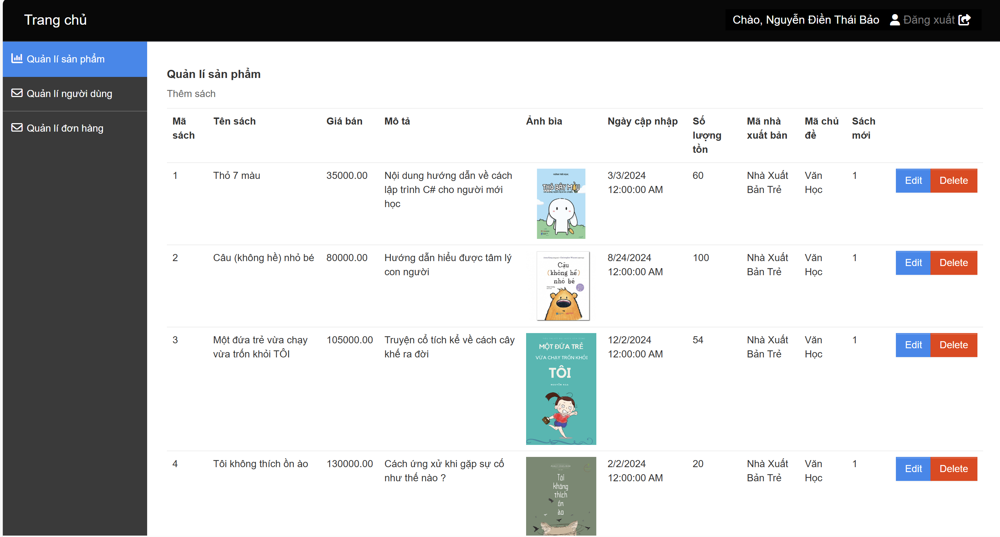 Trang chủ
Chào, Nguyễn Điền Thái Bảo Đăng xuất
Quản lí sản phẩm
Quản lí người dùng
Quản lí đơn hàng
Quản lí sản phẩm
Thêm sách
Mã sách
Tên sách
Giá bán
Mô tả
Ảnh bìa
Ngày cập nhập
Số lượng tồn
Mã nhà xuất bản
Mã chủ đề
Sách mới
1
Thỏ 7 màu
35000.00
Nội dung hướng dẫn về cách
lập trình C# cho người mới
học
HUỲNH THÁI NGỌC
THỎ BẢY MÀU
VÀ NHỮNG NGƯỜI NGHĨ NÓ LÀ BẠN
3/3/2024
12:00:00 AM
60
Nhà Xuất
Bản Trẻ
Văn
Học
1
Edit Delete
2
Câu (không hề) nhỏ bé
80000.00
Hướng dẫn hiểu được tâm lý
con người
Cậu
(không hề)
nhỏ bé
8/24/2024
12:00:00 AM
100
Nhà Xuất
Bản Trẻ
Văn
Học
1
Edit Delete
3
Một đứa trẻ vừa chạy
vừa trốn khỏi TÔI
105000.00
Truyện cổ tích kể về cách cây
khế ra đời
MỘT ĐỨA TRẺ
VỪA CHẠY TRỐN KHỎI
TÔI
12/2/2024
12:00:00 AM
54
Nhà Xuất
Bản Trẻ
Văn
Học
1
Edit Delete
4
Tôi không thích ồn ào
130000.00
Cách ứng xử khi gặp sự cố
như thế nào ?
Tôi
không
thích
ồn
ào
2/2/2024
12:00:00 AM
20
Nhà Xuất
Bản Trẻ
Văn
Học
1
Edit Delete